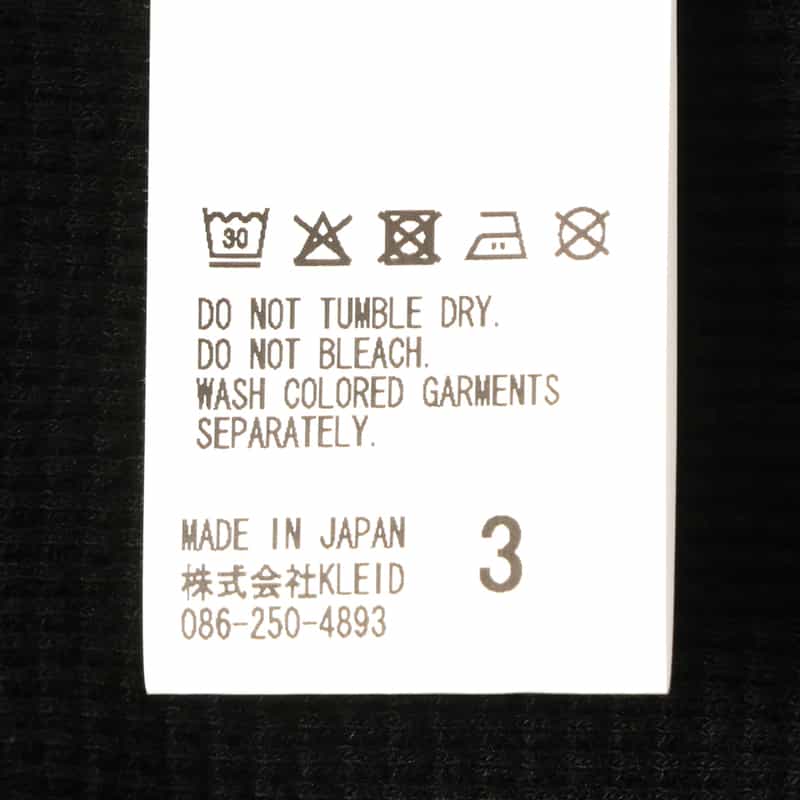 30
DO NOT TUMBLE DRY.
DO NOT BLEACH.
WASH COLORED GARMENTS
SEPARATELY.
MADE IN JAPAN
株式会社KLEID
086-250-4893
3